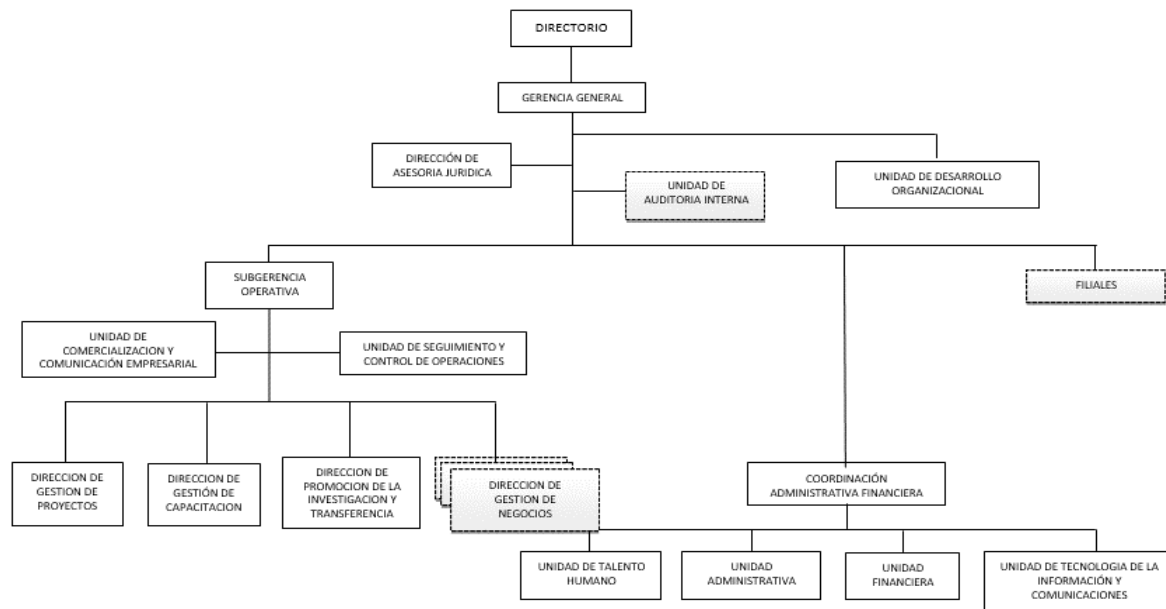 DIRECTORIO
GERENCIA GENERAL
DIRECCIÓN DE
ASESORIA JURIDICA
UNIDAD DE
AUDITORIA INTERNA
UNIDAD DE DESARROLLO
ORGANIZACIONAL
SUBGERENCIA
OPERATIVA
FILIALES
UNIDAD DE
COMERCIALIZACION Y
COMUNICACIÓN EMPRESARIAL
UNIDAD DE SEGUIMIENTO Y
CONTROL DE OPERACIONES
DIRECCION DE
GESTION DE
PROYECTOS
DIRECCION DE
GESTIÓN DE
CAPACITACION
DIRECCION DE
PROMOCION DE LA
INVESTIGACION Y
TRANSFERENCIA
DIRECCION DE
GESTION DE
NEGOCIOS
COORDINACIÓN
ADMINISTRATIVA FINANCIERA
UNIDAD DE TALENTO
HUMANO
UNIDAD
ADMINISTRATIVA
UNIDAD
FINANCIERA
UNIDAD DE TECNOLOGIA DE LA
INFORMACIÓN Y
COMUNICACIONES